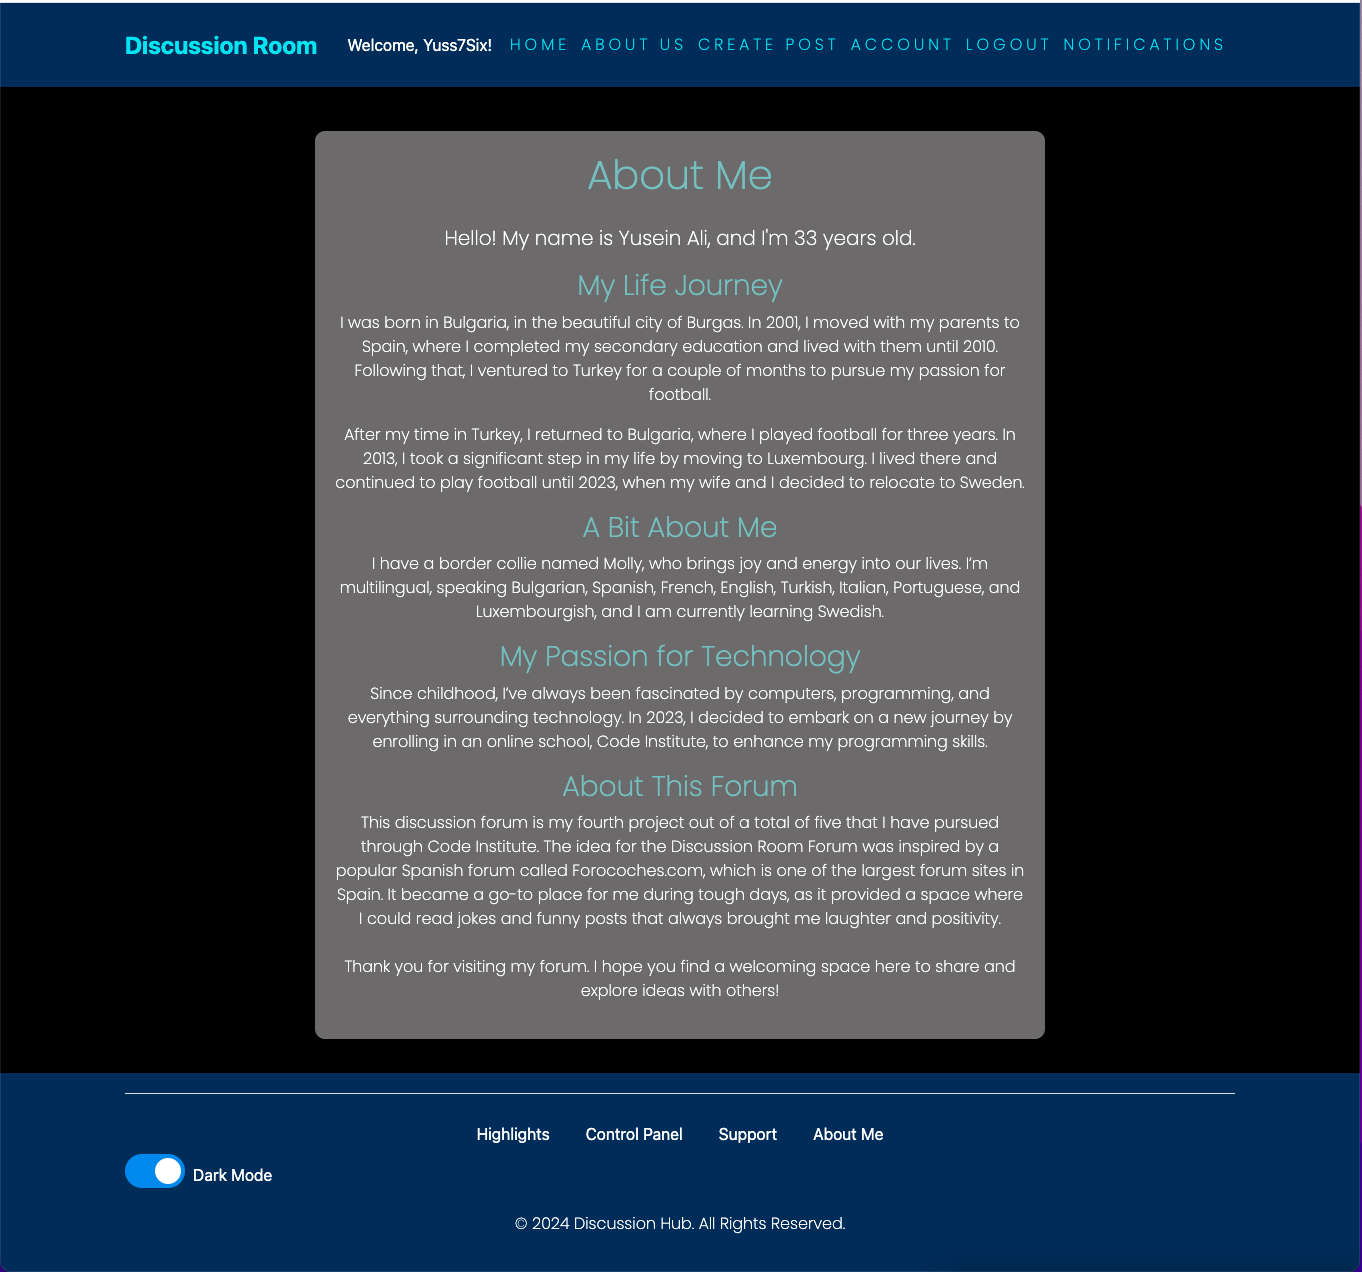 Discussion Room Welcome, Yuss7Six! HOME ABOUT US CREATE POST ACCOUNT LOGOUT NOTIFICATIONS
About Me
Hello! My name is Yusein Ali, and I'm 33 years old.
My Life Journey
I was born in Bulgaria, in the beautiful city of Burgas. In 2001, I moved with my parents to
Spain, where I completed my secondary education and lived with them until 2010.
Following that, I ventured to Turkey for a couple of months to pursue my passion for
football.
After my time in Turkey, I returned to Bulgaria, where I played football for three years. In
2013, I took a significant step in my life by moving to Luxembourg. I lived there and
continued to play football until 2023, when my wife and I decided to relocate to Sweden.
A Bit About Me
I have a border collie named Molly, who brings joy and energy into our lives. I'm
multilingual, speaking Bulgarian, Spanish, French, English, Turkish, Italian, Portuguese, and
Luxembourgish, and I am currently learning Swedish.
My Passion for Technology
Since childhood, I've always been fascinated by computers, programming, and
everything surrounding technology. In 2023, I decided to embark on a new journey by
enrolling in an online school, Code Institute, to enhance my programming skills.
About This Forum
This discussion forum is my fourth project out of a total of five that I have pursued
through Code Institute. The idea for the Discussion Room Forum was inspired by a
popular Spanish forum called Forocoches.com, which is one of the largest forum sites in
Spain. It became a go-to place for me during tough days, as it provided a space where
I could read jokes and funny posts that always brought me laughter and positivity.
Thank you for visiting my forum. I hope you find a welcoming space here to share and
explore ideas with others!
Highlights Control Panel Support About Me
Dark Mode
© 2024 Discussion Hub. All Rights Reserved.